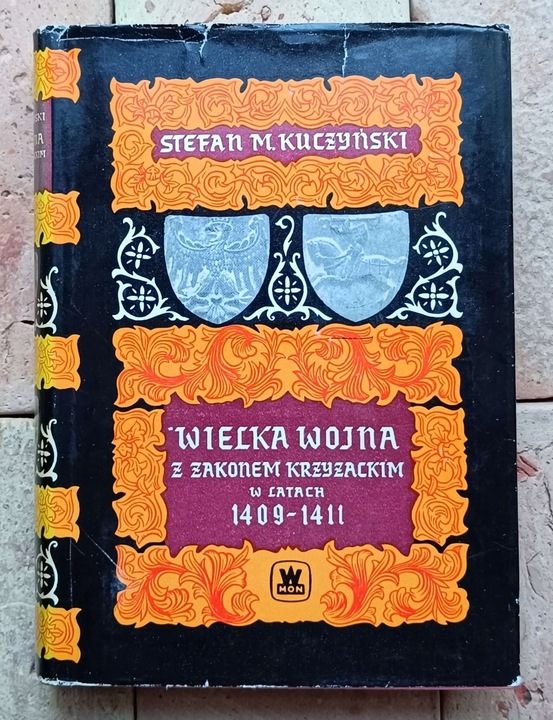 STEFAN M. KUCZYŃSKI
WIELKA WOJNA
Z ZAKONEM KRZYŻACKIM
W LATACH
1409-1411
W
MON